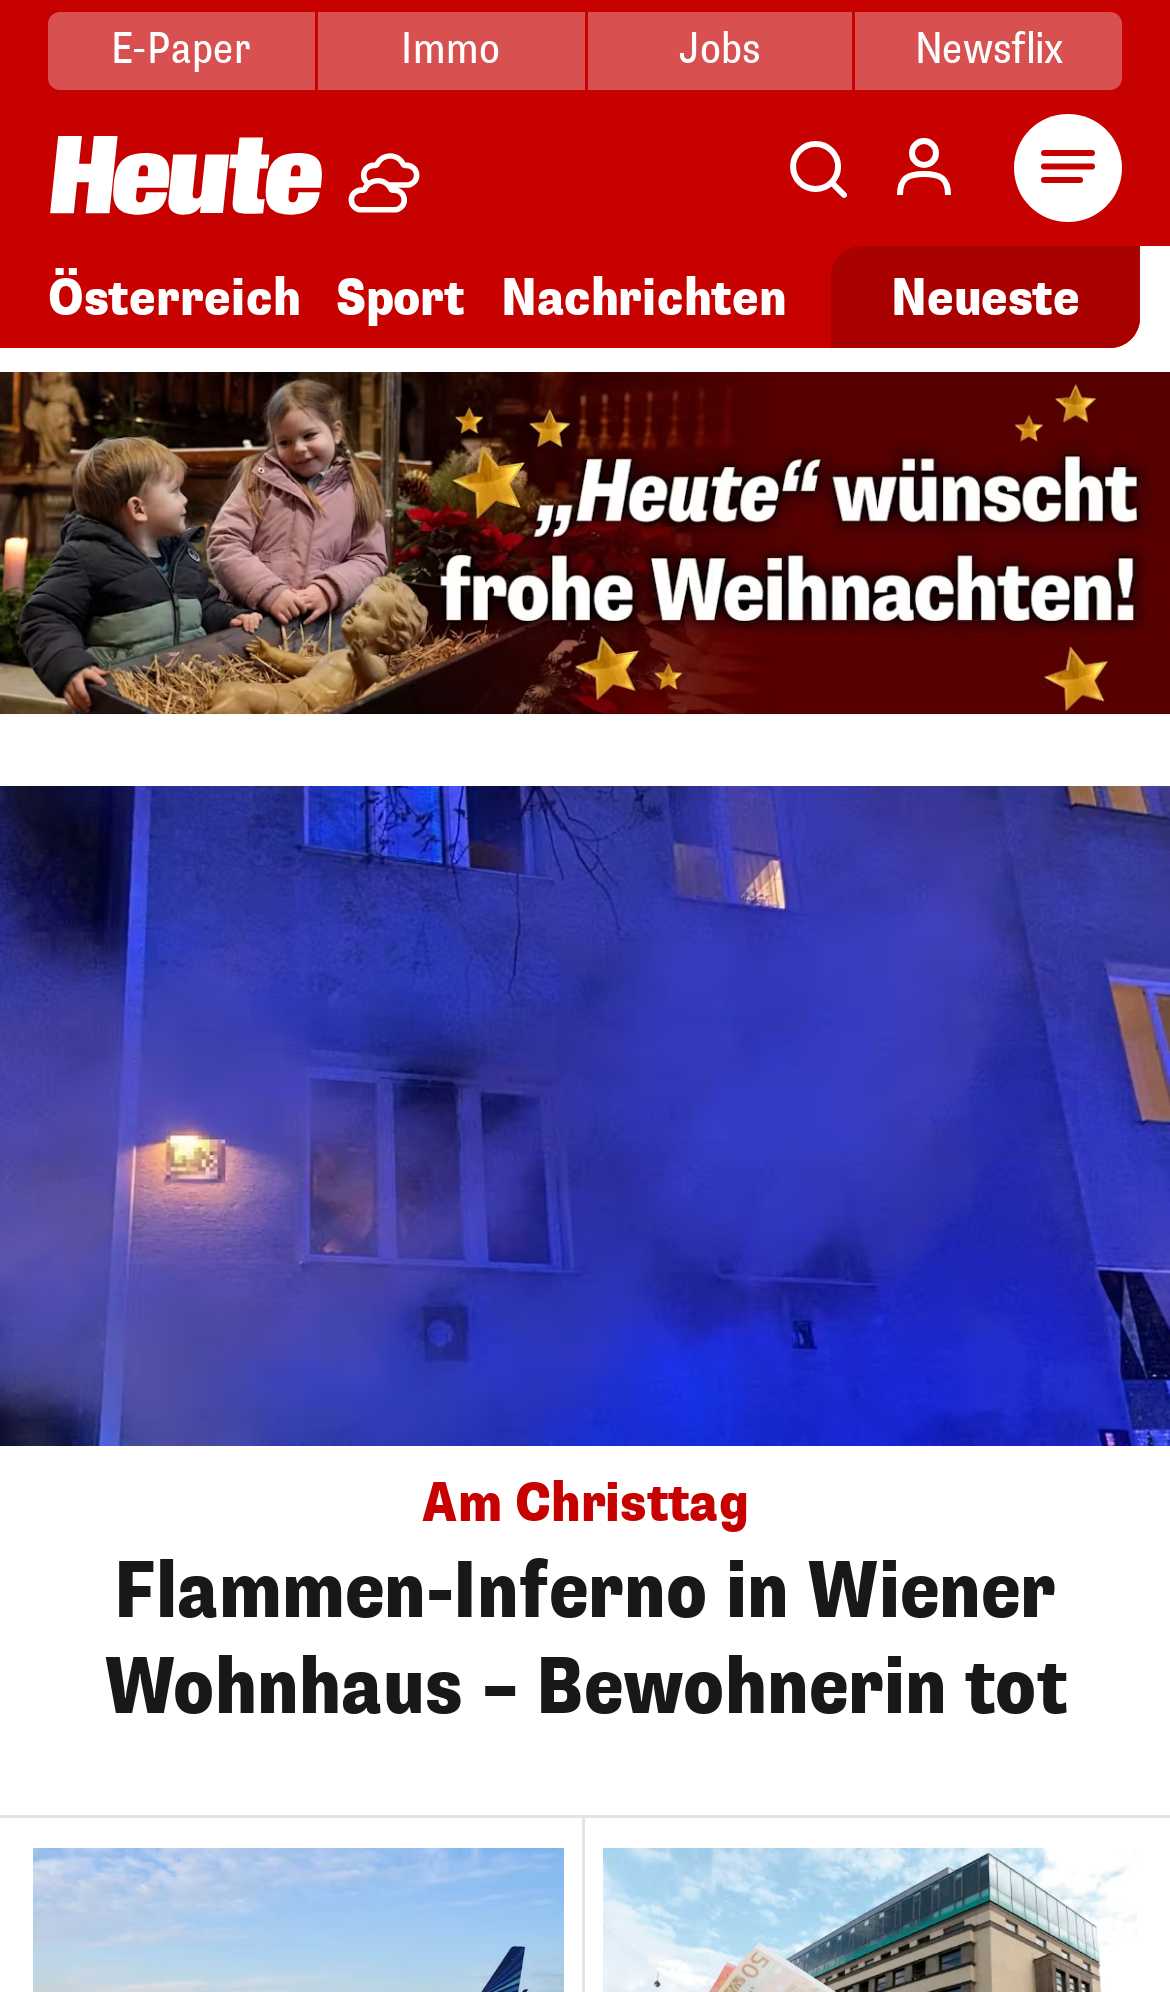 E-Paper
Immo
Jobs
Newsflix
Heute
Österreich
Sport
Nachrichten
Neueste
„Heute“ wünscht
frohe Weihnachten!
Am Christtag
Flammen-Inferno in Wiener
Wohnhaus – Bewohnerin tot
50